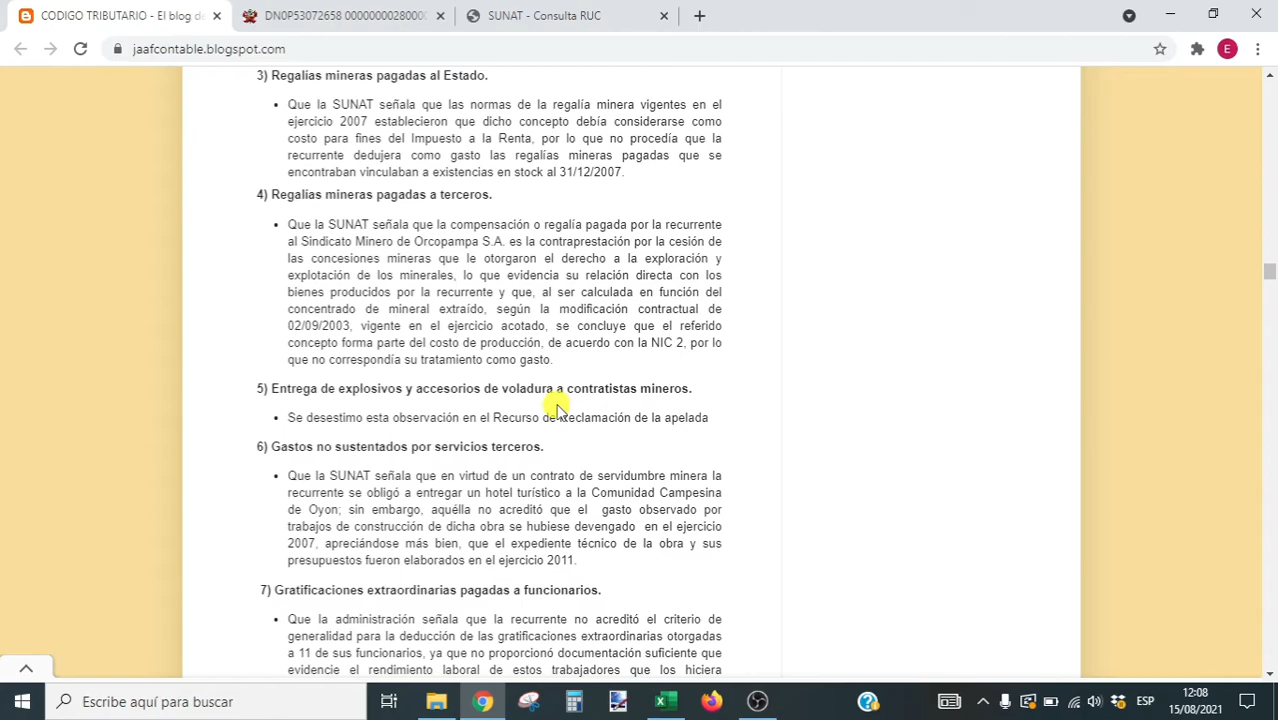 CODIGO TRIBUTARIO - El blog de
DN0P53072658 00000000280000
SUNAT - Consulta RUC
jaafcontable.blogspot.com
E
3) Regalías mineras pagadas al Estado.
• Que la SUNAT señala que las normas de la regalía minera vigentes en el
ejercicio 2007 establecieron que dicho concepto debía considerarse como
costo para fines del Impuesto a la Renta, por lo que no procedía que la
recurrente dedujera como gasto las regalías mineras pagadas que se
encontraban vinculaban a existencias en stock al 31/12/2007.
4) Regalías mineras pagadas a terceros.
• Que la SUNAT señala que la compensación o regalía pagada por la recurrente
al Sindicato Minero de Orcopampa S.A. es la contraprestación por la cesión de
las concesiones mineras que le otorgaron el derecho a la exploración y
explotación de los minerales, lo que evidencia su relación directa con los
bienes producidos por la recurrente y que, al ser calculada en función del
concentrado de mineral extraído, según la modificación contractual de
02/09/2003, vigente en el ejercicio acotado, se concluye que el referido
concepto forma parte del costo de producción, de acuerdo con la NIC 2, por lo
que no correspondía su tratamiento como gasto.
5) Entrega de explosivos y accesorios de voladura a contratistas mineros.
• Se desestimo esta observación en el Recurso de Reclamación de la apelada
6) Gastos no sustentados por servicios terceros.
• Que la SUNAT señala que en virtud de un contrato de servidumbre minera la
recurrente se obligó a entregar un hotel turístico a la Comunidad Campesina
de Oyon; sin embargo, aquélla no acreditó que el gasto observado por
trabajos de construcción de dicha obra se hubiese devengado en el ejercicio
2007, apreciándose más bien, que el expediente técnico de la obra y sus
presupuestos fueron elaborados en el ejercicio 2011.
7) Gratificaciones extraordinarias pagadas a funcionarios.
• Que la administración señala que la recurrente no acreditó el criterio de
generalidad para la deducción de las gratificaciones extraordinarias otorgadas
a 11 de sus funcionarios, ya que no proporcionó documentación suficiente que
evidencie el rendimiento laboral de estos trabajadores que los hiciera
Escribe aquí para buscar
ESP
12:08
15/08/2021